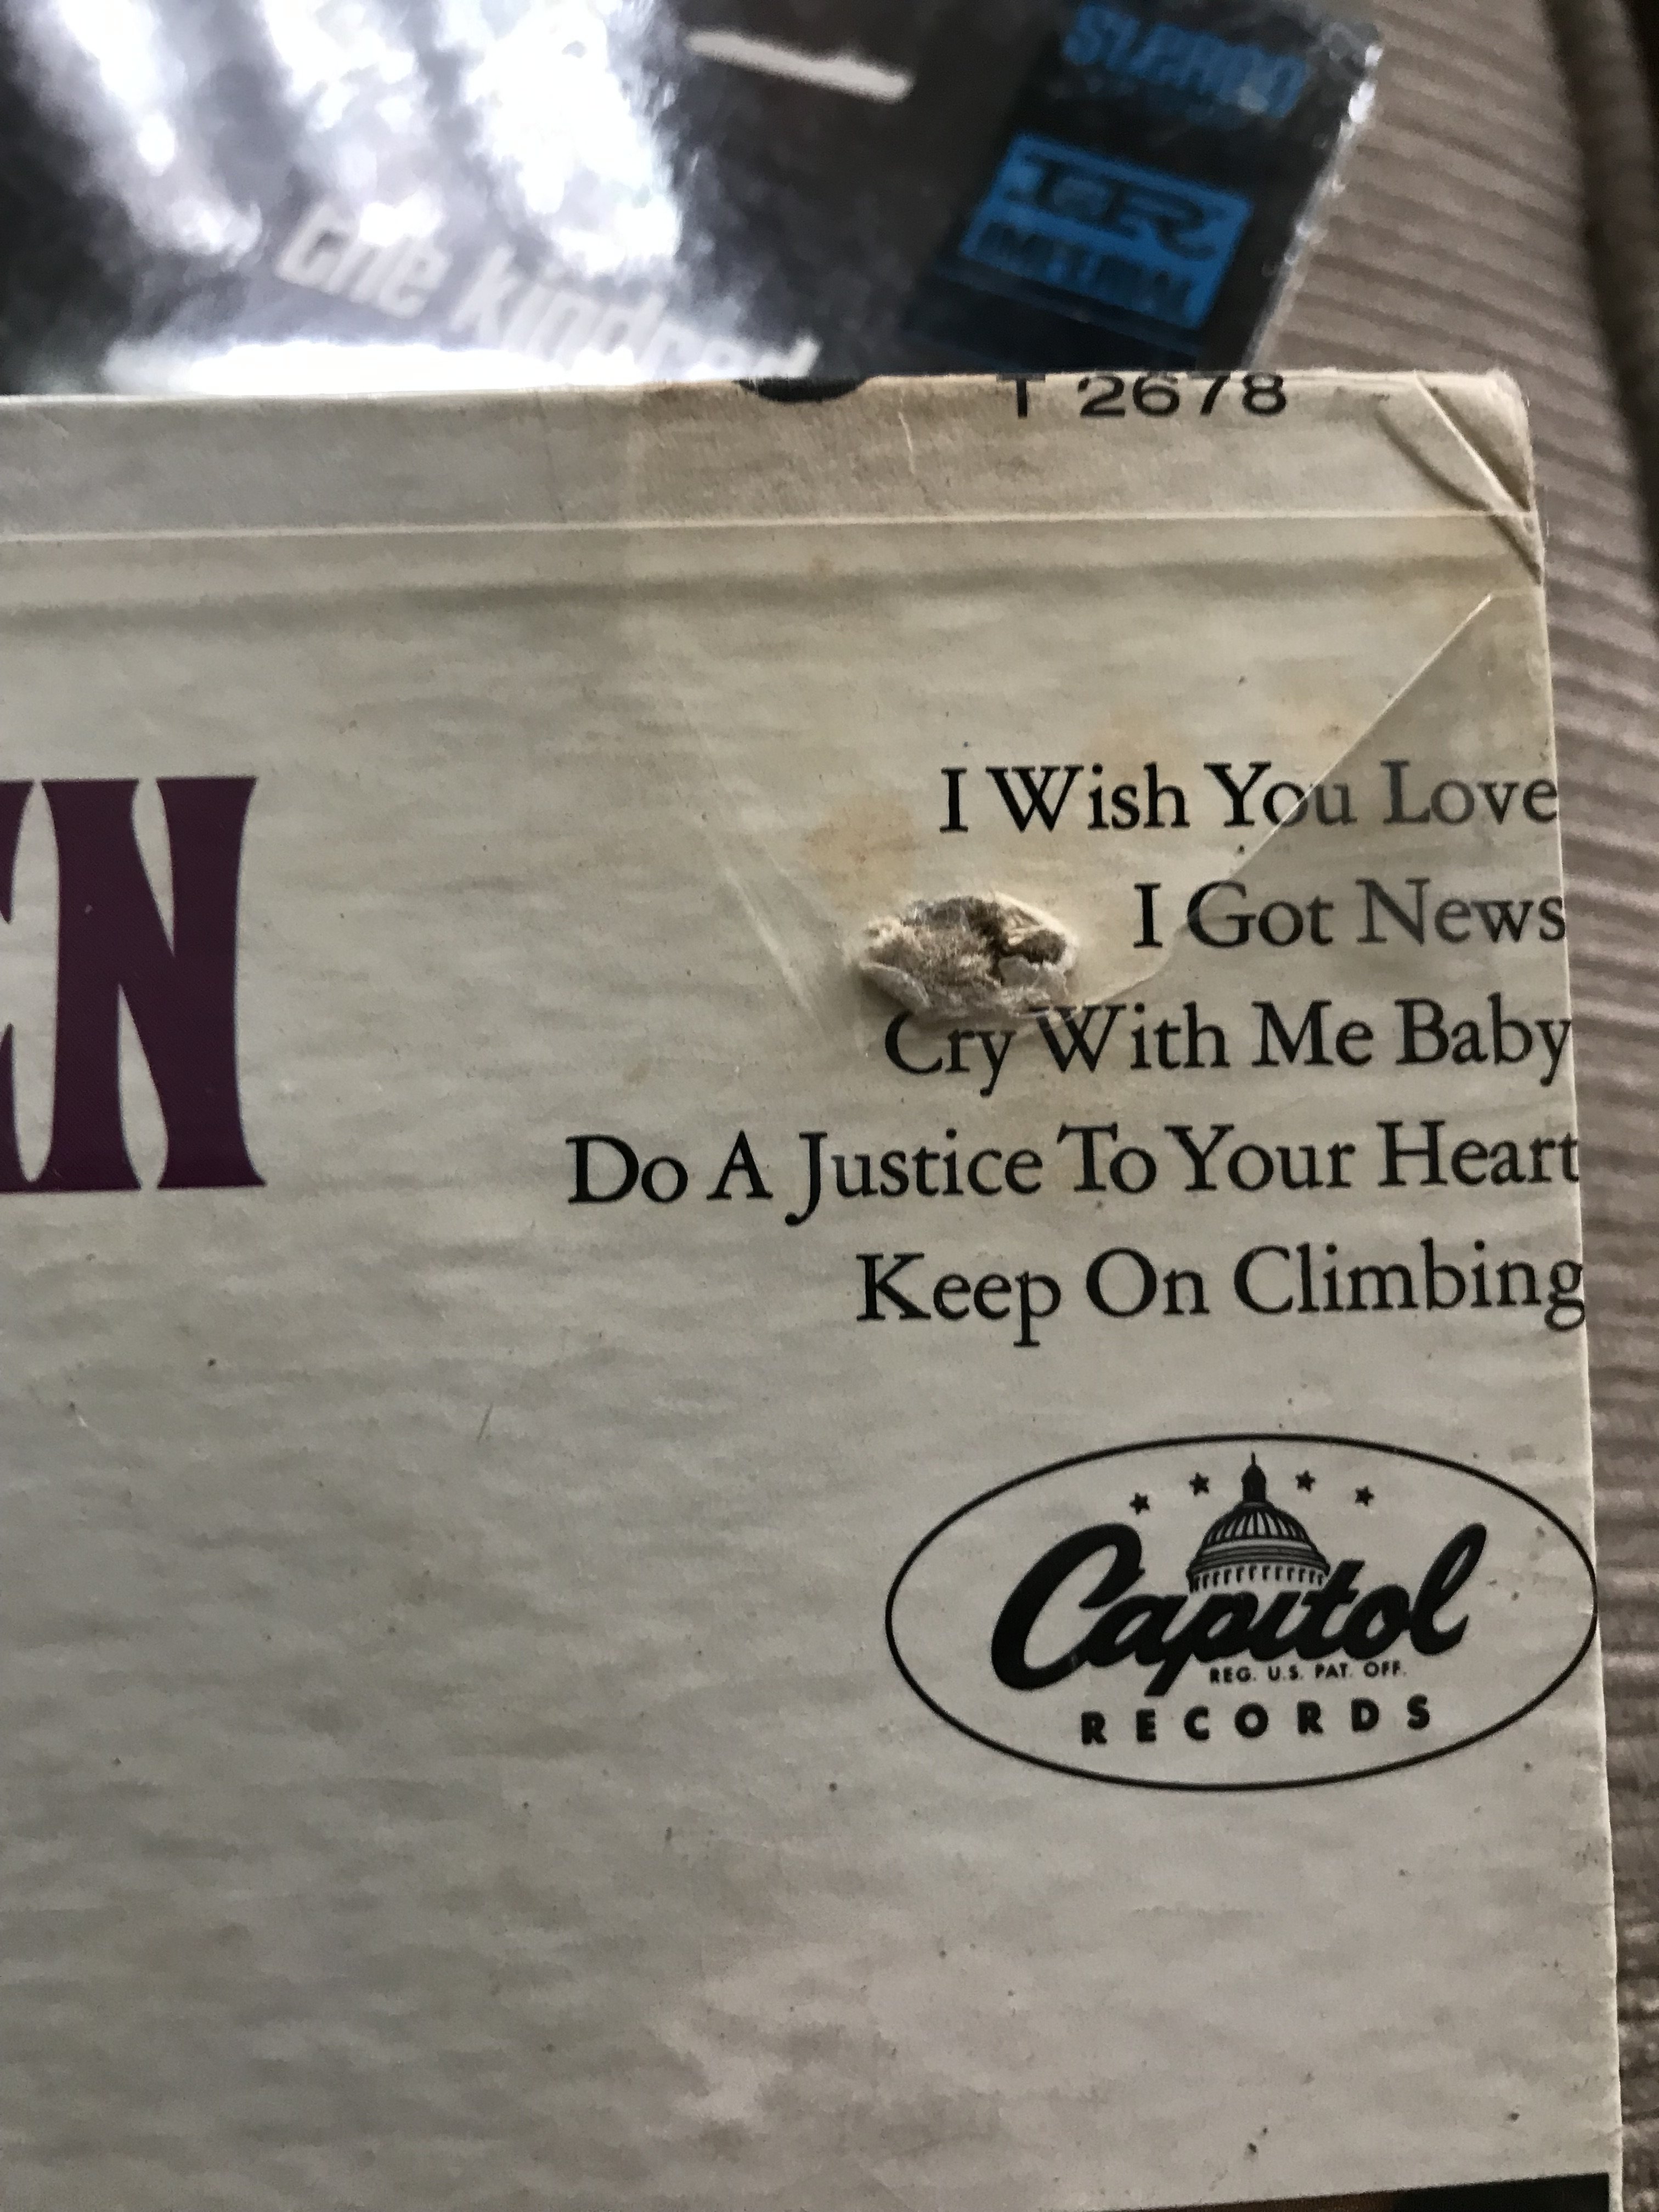 STEREO
the kindred
T 2678
EN
I Wish You Love
I Got News
Cry With Me Baby
Do A Justice To Your Heart
Keep On Climbing
Capitol
REG. U.S. PAT. OFF.
RECORDS